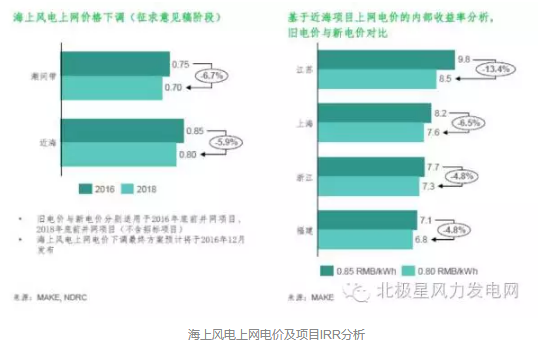 海上风电上网价格下调（征求意见稿阶段）
潮间带
0.75
0.70
-6.7%
近海
0.85
0.80
-5.9%
2016
2018
• 旧电价与新电价分别适用于2016年底前并网项目，
2018年底前并网项目（不含招标项目）
• 海上风电上网电价下调最终方案预计将于2016年12月
发布
来源：MAKE, NDRC
基于近海项目上网电价的内部收益率分析，
旧电价与新电价对比
江苏
9.8
8.5
-13.4%
上海
8.2
7.6
-6.5%
浙江
7.7
7.3
-4.8%
福建
7.1
6.8
-4.8%
0.85 RMB/kWh
0.80 RMB/kWh
来源：MAKE
北极星风力发电网
海上风电上网电价及项目IRR分析